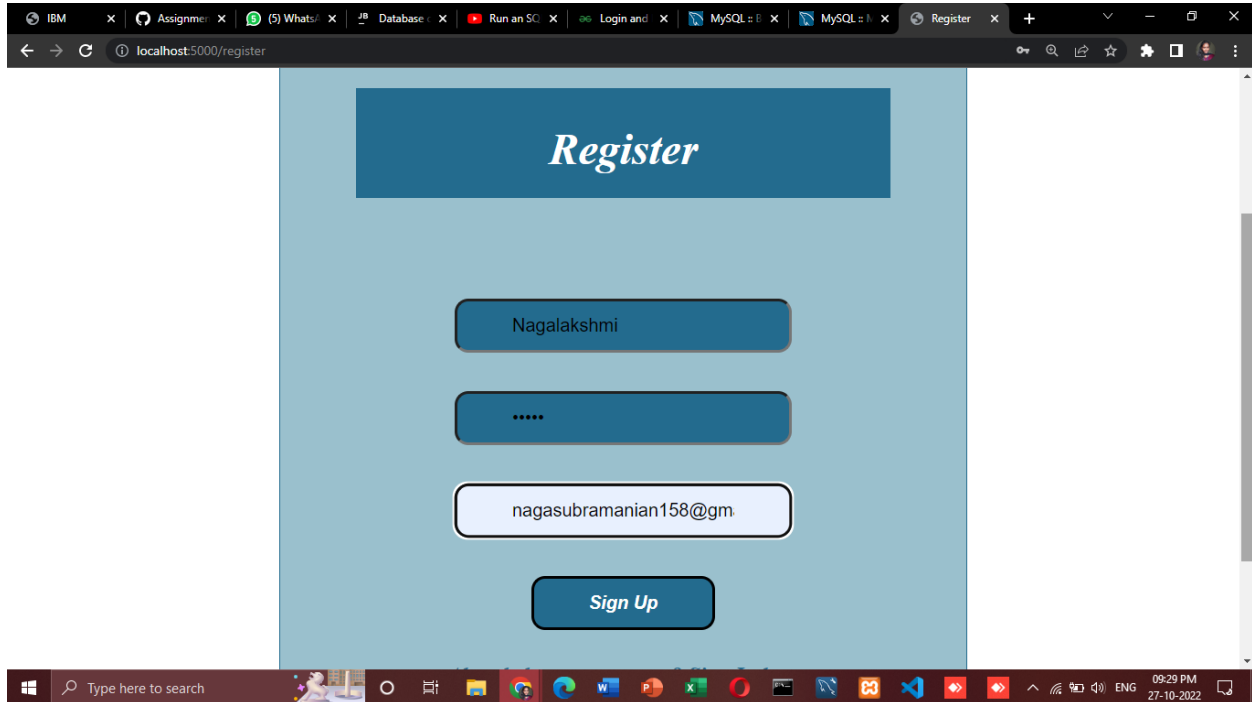 IBM
Assignmen
(5) WhatsA
JB Database c
Run an SQ
Login and
MySQL :: B
MySQL ::
Register
localhost:5000/register
Register
Nagalakshmi
•••••
nagasubramanian158@gm
Sign Up
Type here to search
ENG
09:29 PM
27-10-2022